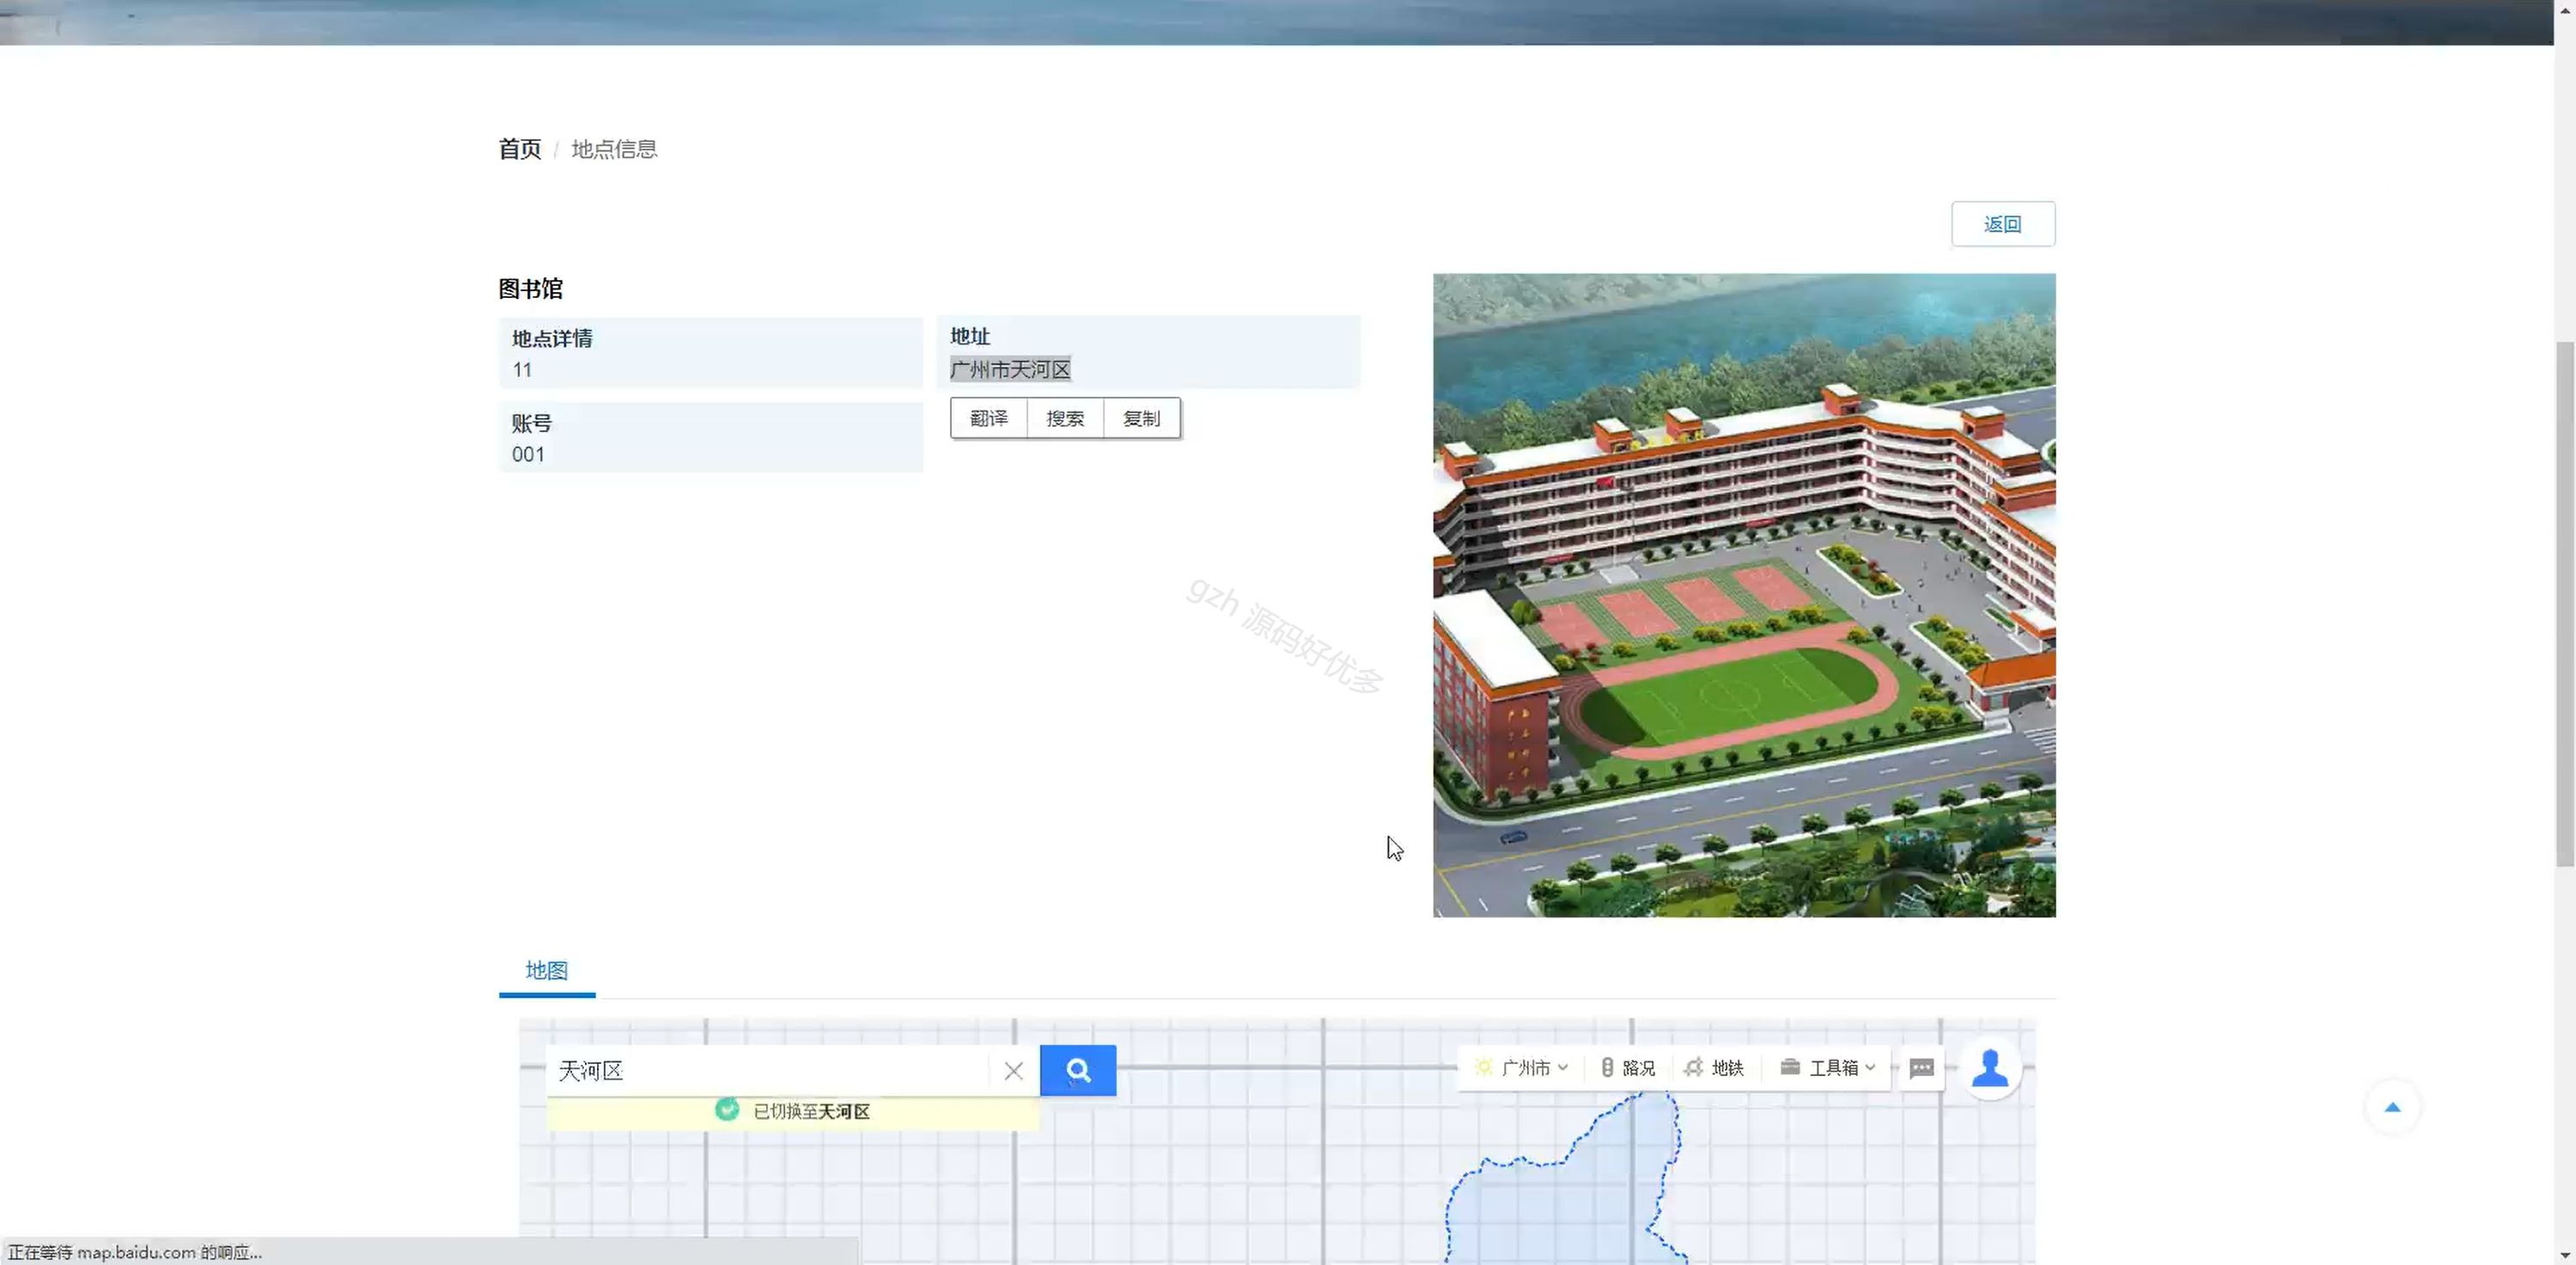 首页 / 地点信息
返回
图书馆
地点详情
11
地址
广州市天河区
翻译 搜索 复制
账号
001
gzh 源码好优多
地图
天河区
广州市 路况 地铁 工具箱
已切换至天河区
正在等待 map.baidu.com 的响应...